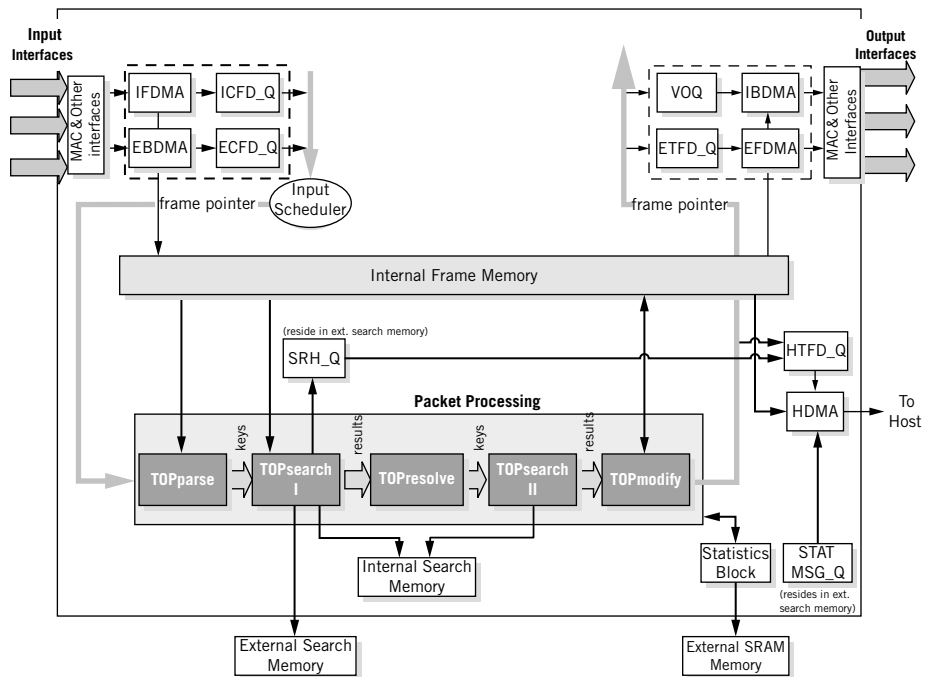 Input
Interfaces
MAC & Other
interfaces
IFDMA
ICFD_Q
EBDMA
ECFD_Q
frame pointer
Input
Scheduler
VOQ
IBDMA
ETFD_Q
EFDMA
MAC & Other
Interfaces
Output
Interfaces
frame pointer
Internal Frame Memory
(reside in ext. search memory)
SRH_Q
HTFD_Q
HDMA
To
Host
Packet Processing
TOPparse
keys
TOPsearch
I
results
TOPresolve
keys
TOPsearch
II
results
TOPmodify
Internal Search
Memory
Statistics
Block
STAT
MSG_Q
(resides in ext.
search memory)
External Search
Memory
External SRAM
Memory